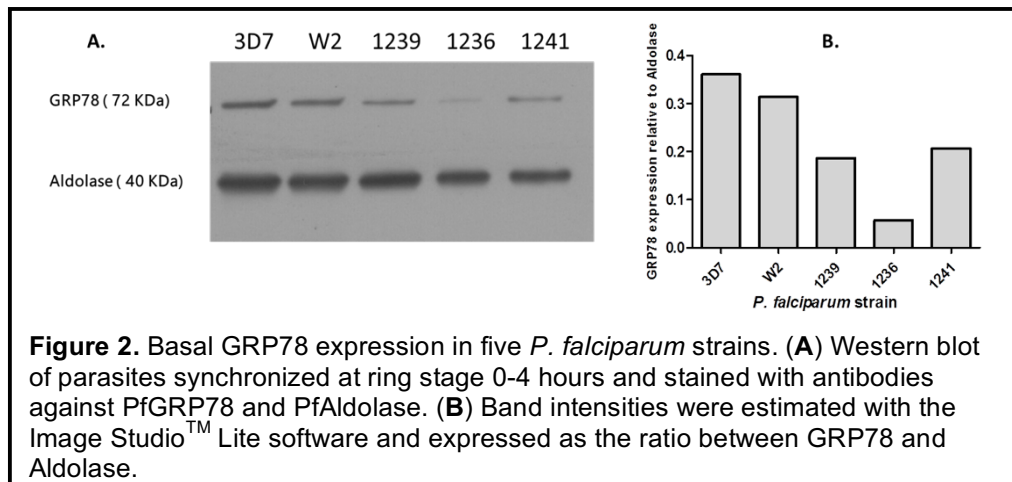 A.
3D7 W2 1239 1236 1241
GRP78 ( 72 KDa)
Aldolase ( 40 KDa)
B.
GRP78 expression relative to Aldolase
0.4
0.3
0.2
0.1
0.0
3D7 W2 1239 1236 1241
P. falciparum strain
Figure 2. Basal GRP78 expression in five P. falciparum strains. (A) Western blot
of parasites synchronized at ring stage 0-4 hours and stained with antibodies
against PfGRP78 and PfAldolase. (B) Band intensities were estimated with the
Image Studio™ Lite software and expressed as the ratio between GRP78 and
Aldolase.